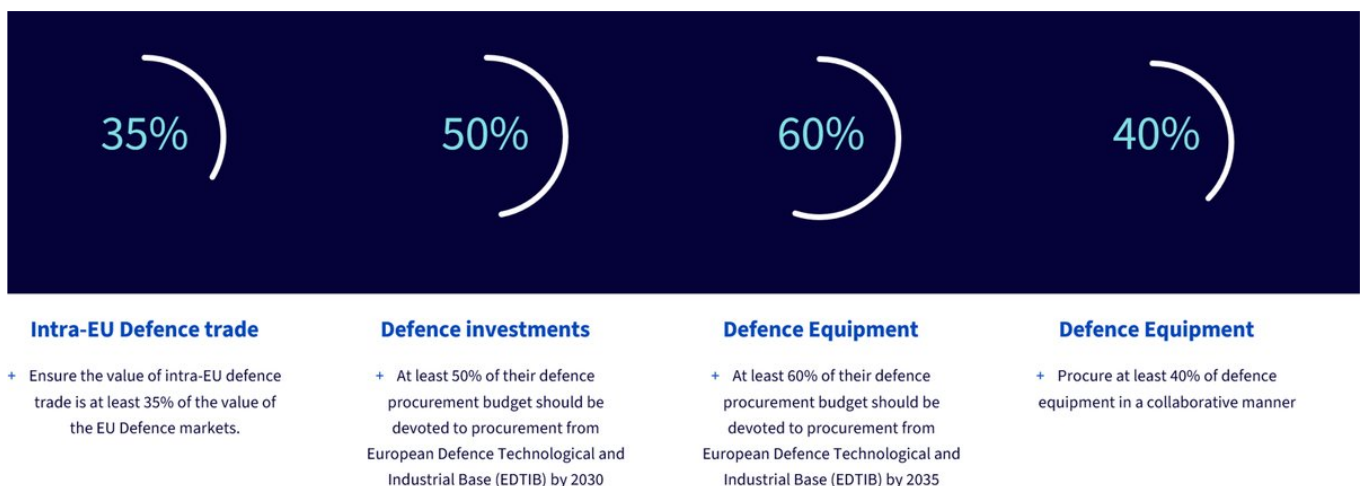 35%
50%
60%
40%
Intra-EU Defence trade
+ Ensure the value of intra-EU defence
trade is at least 35% of the value of
the EU Defence markets.
Defence investments
+ At least 50% of their defence
procurement budget should be
devoted to procurement from
European Defence Technological and
Industrial Base (EDTIB) by 2030
Defence Equipment
+ At least 60% of their defence
procurement budget should be
devoted to procurement from
European Defence Technological and
Industrial Base (EDTIB) by 2035
Defence Equipment
+ Procure at least 40% of defence
equipment in a collaborative manner